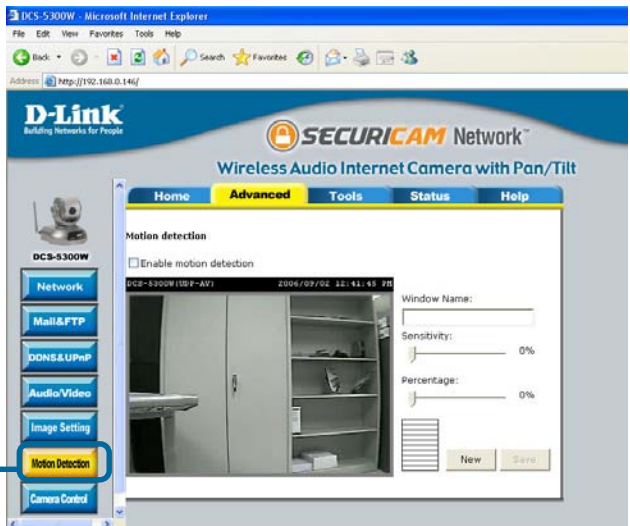 DCS-5300W - Microsoft Internet Explorer
File Edit View Favorites Tools Help
Back Search Favorites
Address http://192.168.0.146/
D-Link
Building Networks for People
SECURICAM Network™
Wireless Audio Internet Camera with Pan/Tilt
Home Advanced Tools Status Help
DCS-5300W
Network
Mail&FTP
DDNS&UPnP
Audio/Video
Image Setting
Motion Detection
Camera Control
Motion detection
Enable motion detection
DCS-5300W(UDP-AV) 2006/09/02 12:41:45 PM
Window Name:
Sensitivity:
0%
Percentage:
0%
New Save